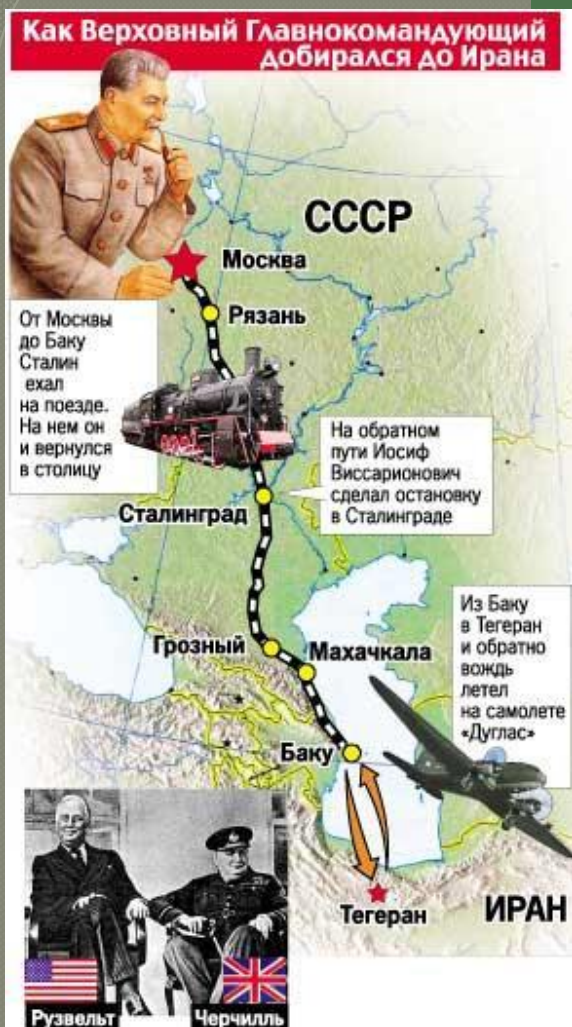 Как Верховный Главнокомандующий
добирался до Ирана
СССР
Москва
Рязань
От Москвы
до Баку
Сталин
ехал
на поезде.
На нем он
и вернулся
в столицу
На обратном
пути Иосиф
Виссарионович
сделал остановку
в Сталинграде
Сталинград
Из Баку
в Тегеран
и обратно
вождь
летел
на самолете
«Дуглас»
Грозный
Махачкала
Баку
Тегеран
ИРАН
Рузвельт
Черчилль